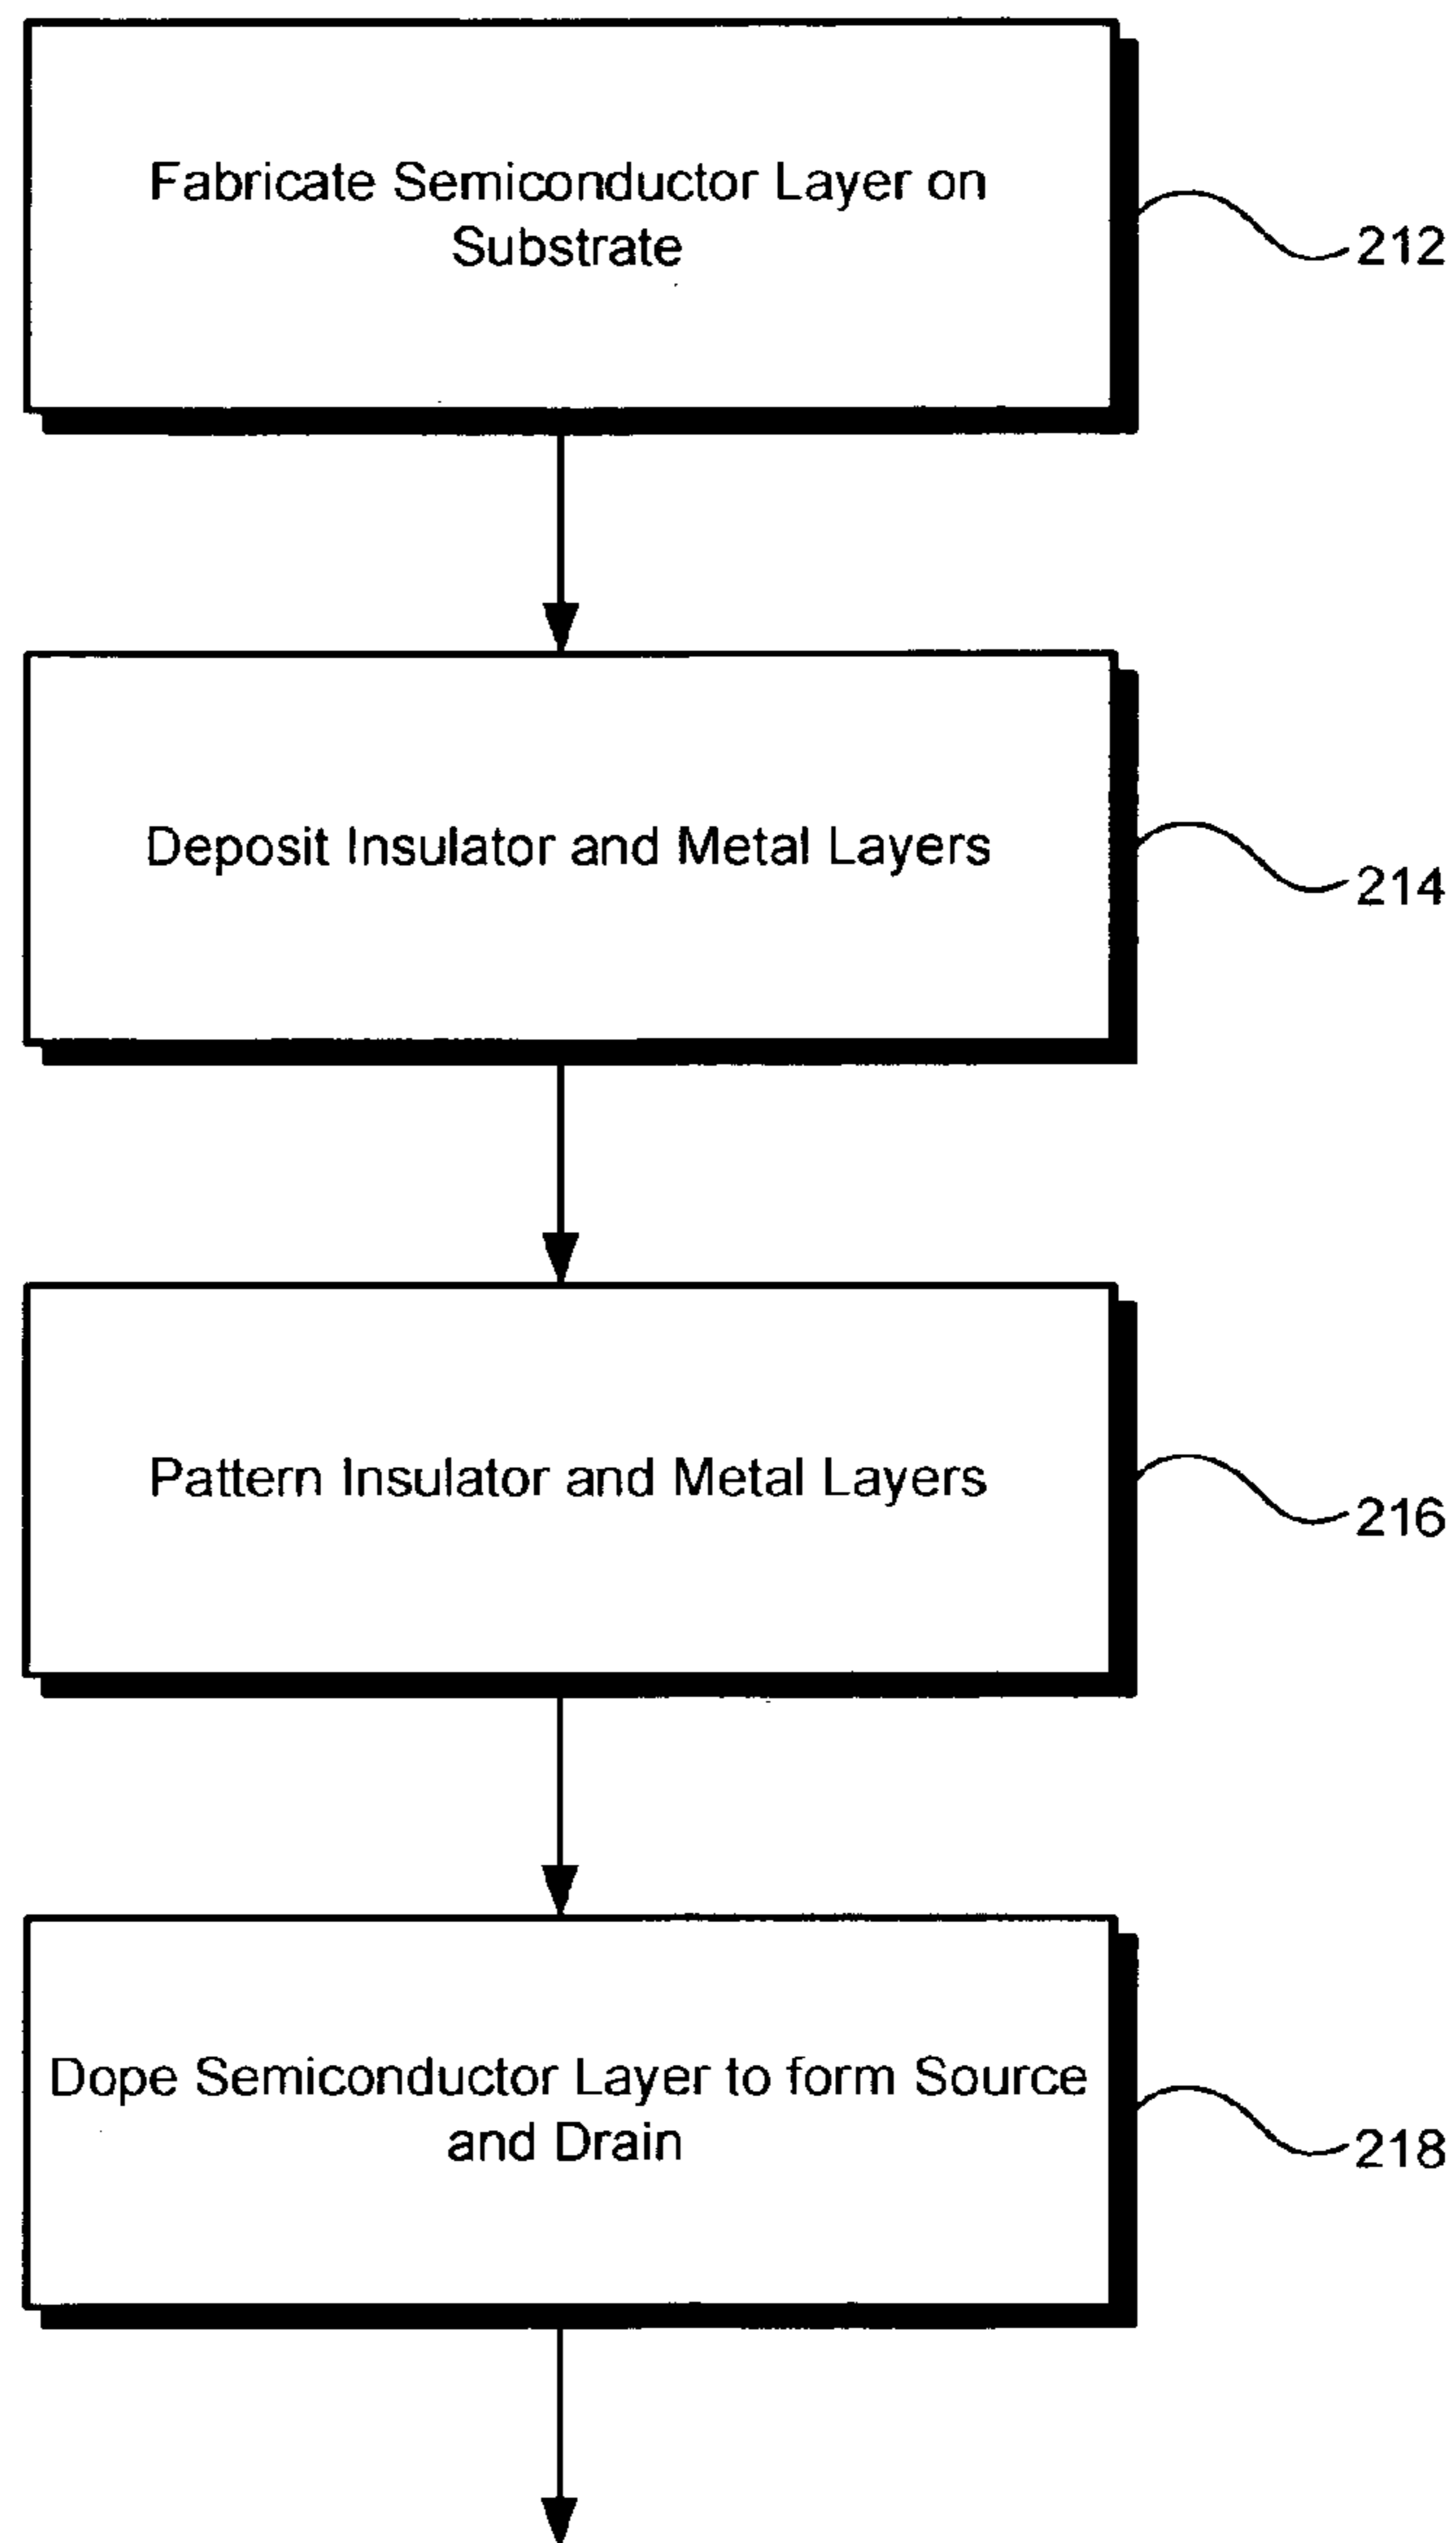 Fabricate Semiconductor Layer on
Substrate
212
Deposit Insulator and Metal Layers
214
Pattern Insulator and Metal Layers
216
Dope Semiconductor Layer to form Source
and Drain
218